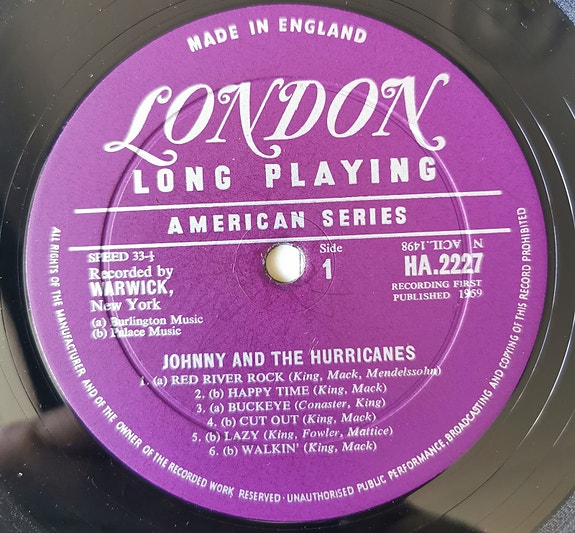 MADE IN ENGLAND
LONDON
LONG PLAYING
AMERICAN SERIES
SPEED 33-⅓
Recorded by
WARWICK,
New York
(a) Burlington Music
(b) Palace Music
Side
1
N
ACIL.1498
HA.2227
RECORDING FIRST
PUBLISHED 1959
JOHNNY AND THE HURRICANES
1. (a) RED RIVER ROCK (King, Mack, Mendelssohn)
2. (b) HAPPY TIME (King, Mack)
3. (a) BUCKEYE (Conaster, King)
4. (b) CUT OUT (King, Mack)
5. (b) LAZY (King, Fowler, Mattice)
6. (b) WALKIN' (King, Mack)
ALL RIGHTS OF THE MANUFACTURER AND OF THE OWNER OF THE RECORDED WORK RESERVED · UNAUTHORISED PUBLIC PERFORMANCE, BROADCASTING AND COPYING OF THIS RECORD PROHIBITED